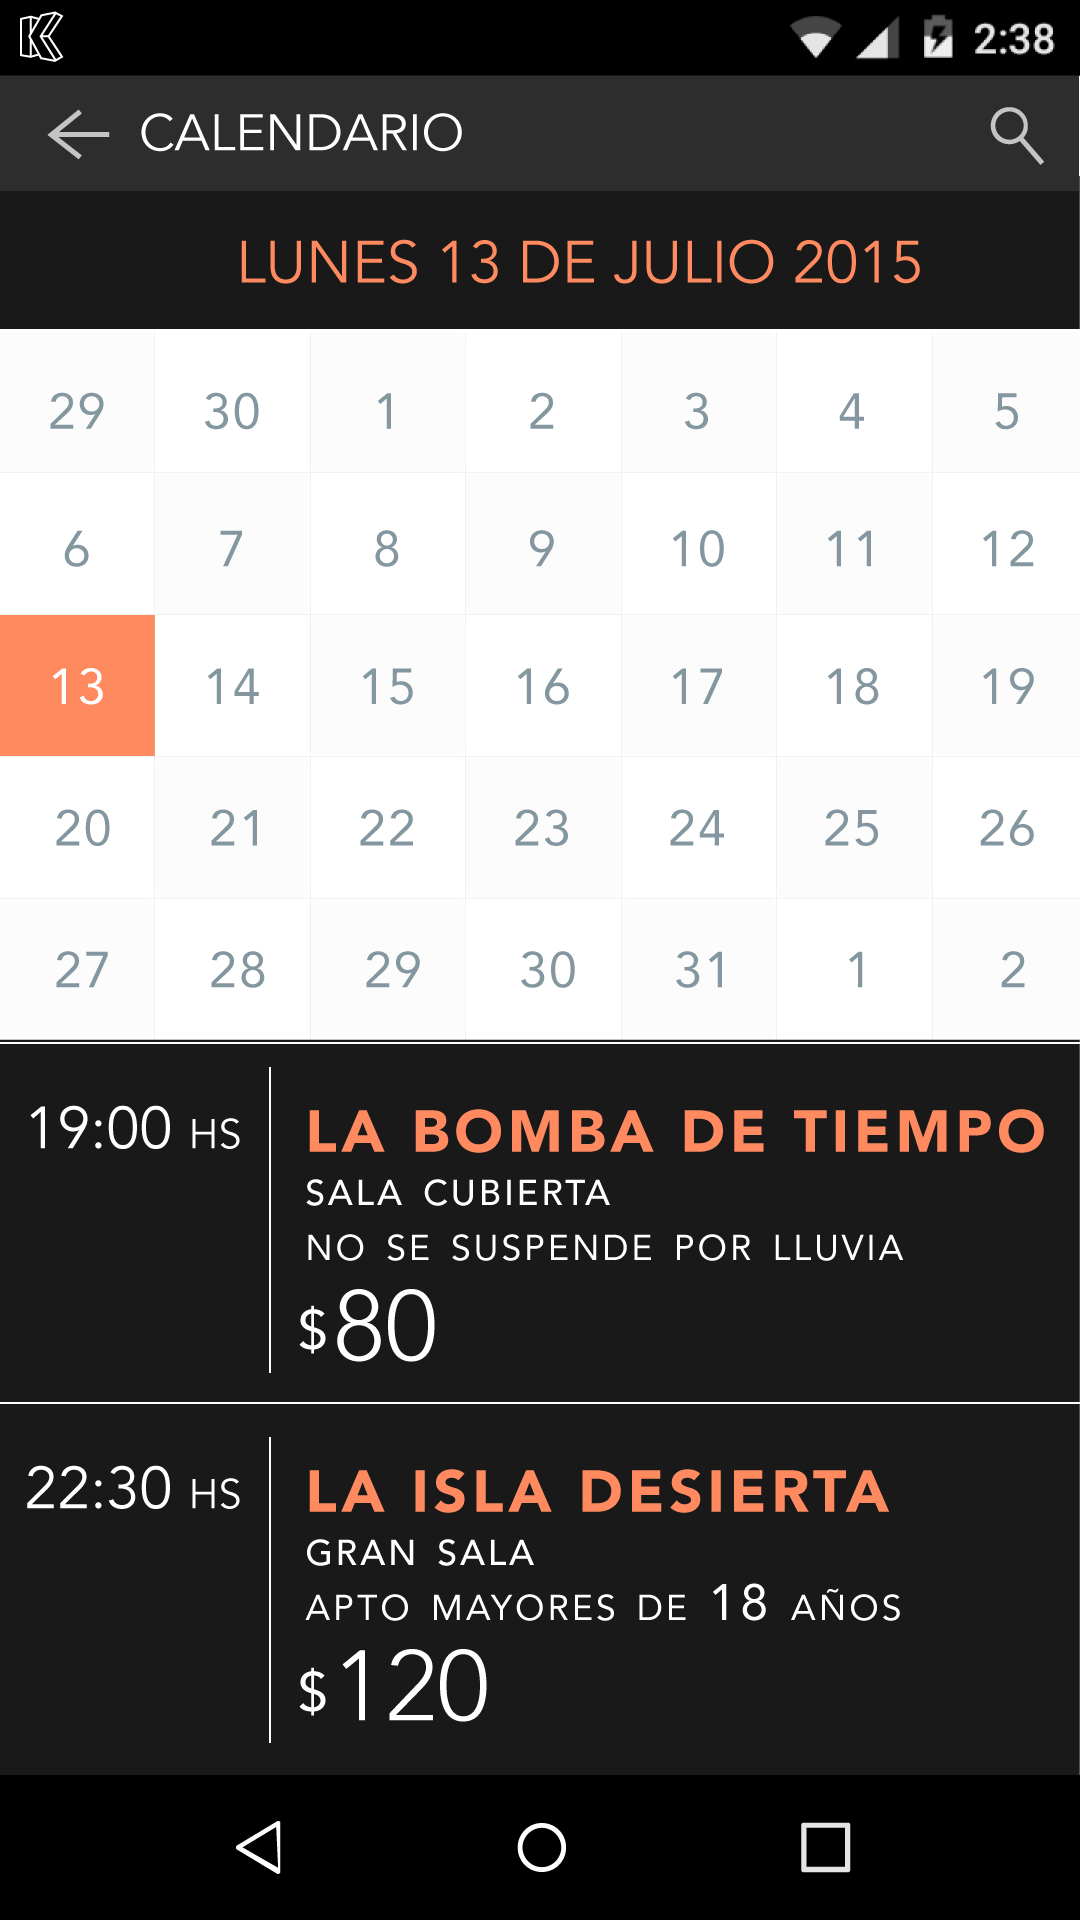 2:38
CALENDARIO
LUNES 13 DE JULIO 2015
29 30 1 2 3 4 5
6 7 8 9 10 11 12
13 14 15 16 17 18 19
20 21 22 23 24 25 26
27 28 29 30 31 1 2
19:00 HS
LA BOMBA DE TIEMPO
SALA CUBIERTA
NO SE SUSPENDE POR LLUVIA
$80
22:30 HS
LA ISLA DESIERTA
GRAN SALA
APTO MAYORES DE 18 AÑOS
$120